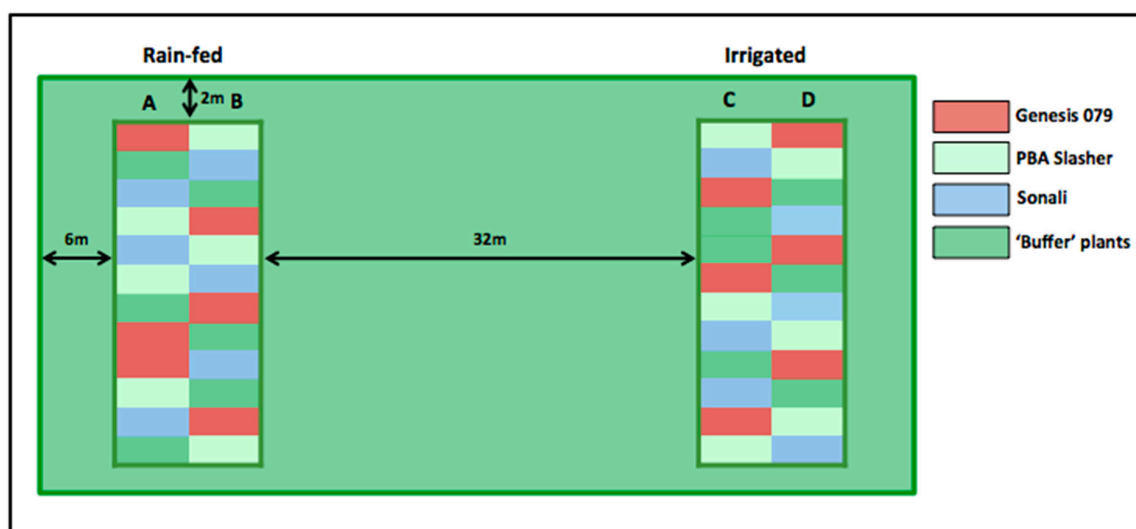 Rain-fed
Irrigated
2m
A
B
C
D
6m
32m
Genesis 079
PBA Slasher
Sonali
‘Buffer’ plants